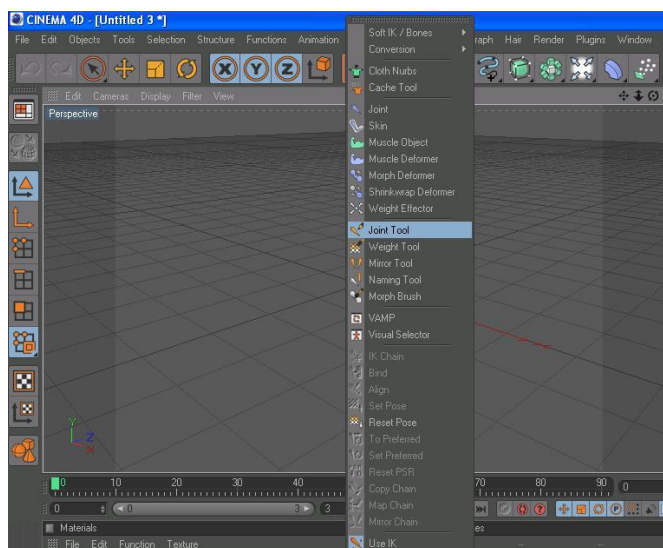 CINEMA 4D - [Untitled 3 *]
File Edit Objects Tools Selection Structure Functions Animation raph Hair Render Plugins Window
Edit Cameras Display Filter View
Perspective
Soft IK / Bones
Conversion
Cloth Nurbs
Cache Tool
Joint
Skin
Muscle Object
Muscle Deformer
Morph Deformer
Shrinkwrap Deformer
Weight Effector
Joint Tool
Weight Tool
Mirror Tool
Naming Tool
Morph Brush
VAMP
Visual Selector
IK Chain
Bind
Align
Set Pose
Reset Pose
To Preferred
Set Preferred
Reset PSR
Copy Chain
Map Chain
Mirror Chain
Use IK
X Y Z
Y
Z
X
0 10 20 30 40 70 80 90 0
0 < 0 3 > 3
Materials es
File Edit Function Texture